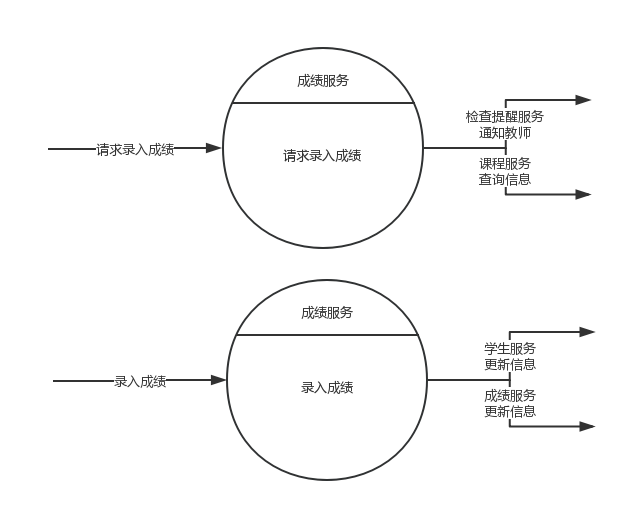 成绩服务
请求录入成绩
请求录入成绩
检查提醒服务
通知教师
课程服务
查询信息
成绩服务
录入成绩
录入成绩
学生服务
更新信息
成绩服务
更新信息